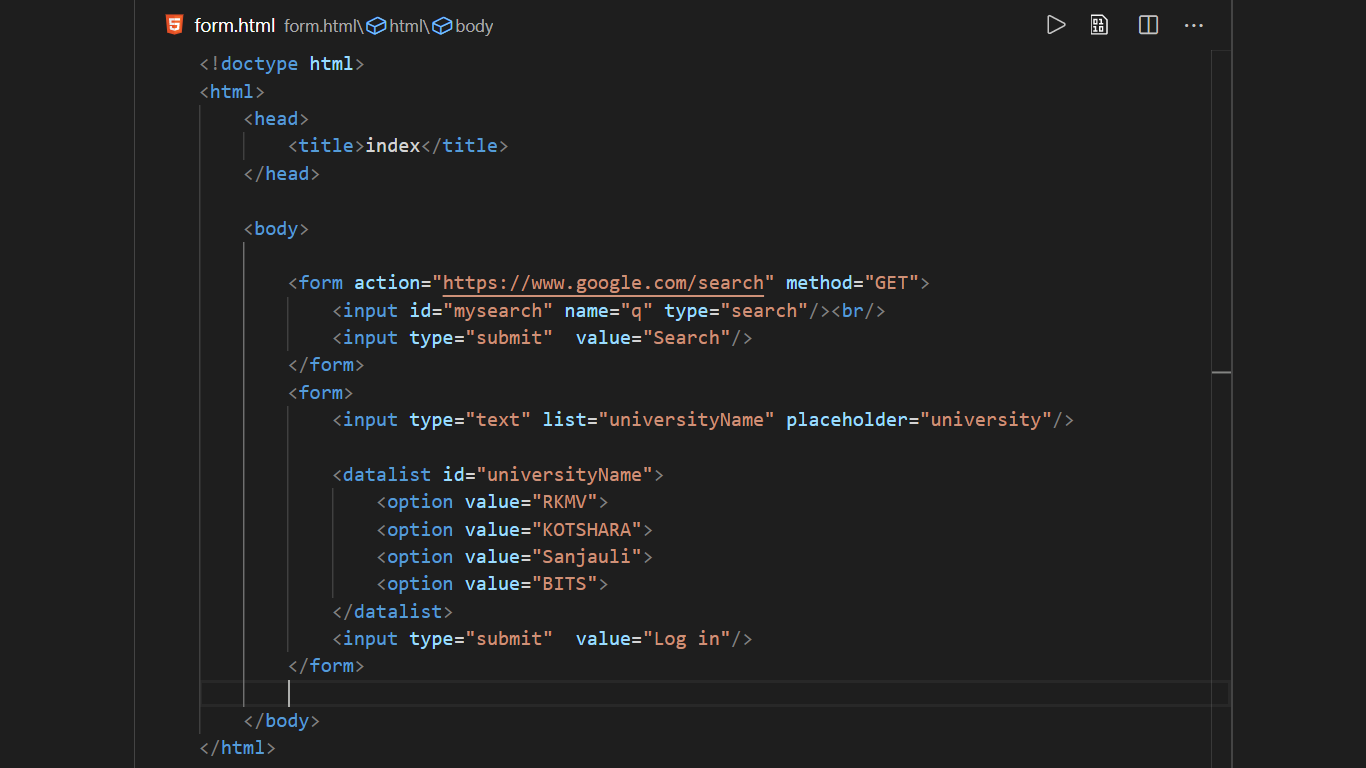 form.html form.html\html\body
<!doctype html>
<html>
    <head>
        <title>index</title>
    </head>

    <body>

        <form action="https://www.google.com/search" method="GET">
            <input id="mysearch" name="q" type="search"/><br/>
            <input type="submit"  value="Search"/>
        </form>
        <form>
            <input type="text" list="universityName" placeholder="university"/>

            <datalist id="universityName">
                <option value="RKMV">
                <option value="KOTSHARA">
                <option value="Sanjauli">
                <option value="BITS">
            </datalist>
            <input type="submit"  value="Log in"/>
        </form>

    </body>
</html>